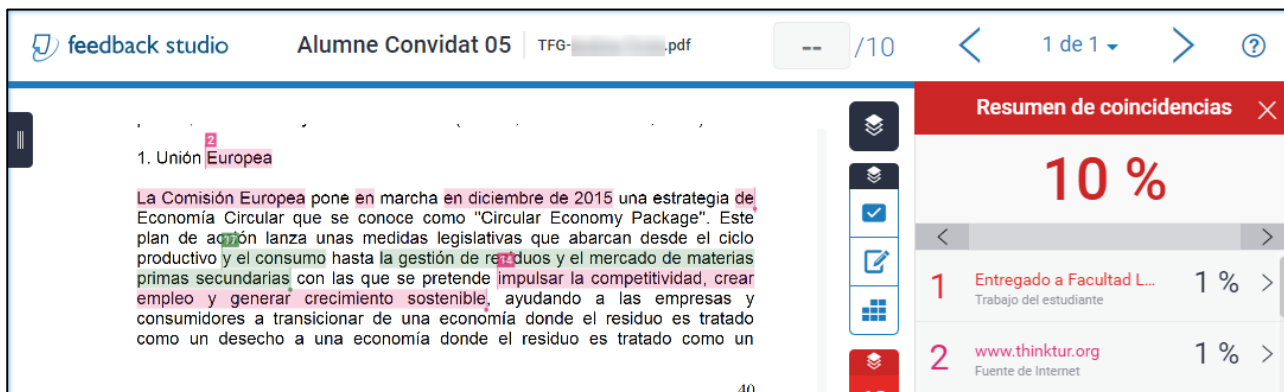 feedback studio
Alumne Convidat 05
TFG-
.pdf
-- /10
1 de 1
?
Resumen de coincidencias
10 %
1 Entregado a Facultad L... 1 %
Trabajo del estudiante
2 www.thinktur.org 1 %
Fuente de Internet
2
1. Unión Europea
La Comisión Europea pone en marcha en diciembre de 2015 una estrategia de
Economía Circular que se conoce como "Circular Economy Package". Este
plan de acción lanza unas medidas legislativas que abarcan desde el ciclo
17
productivo y el consumo hasta la gestión de residuos y el mercado de materias
14
primas secundarias con las que se pretende impulsar la competitividad, crear
empleo y generar crecimiento sostenible, ayudando a las empresas y
consumidores a transicionar de una economía donde el residuo es tratado
como un desecho a una economía donde el residuo es tratado como un
40